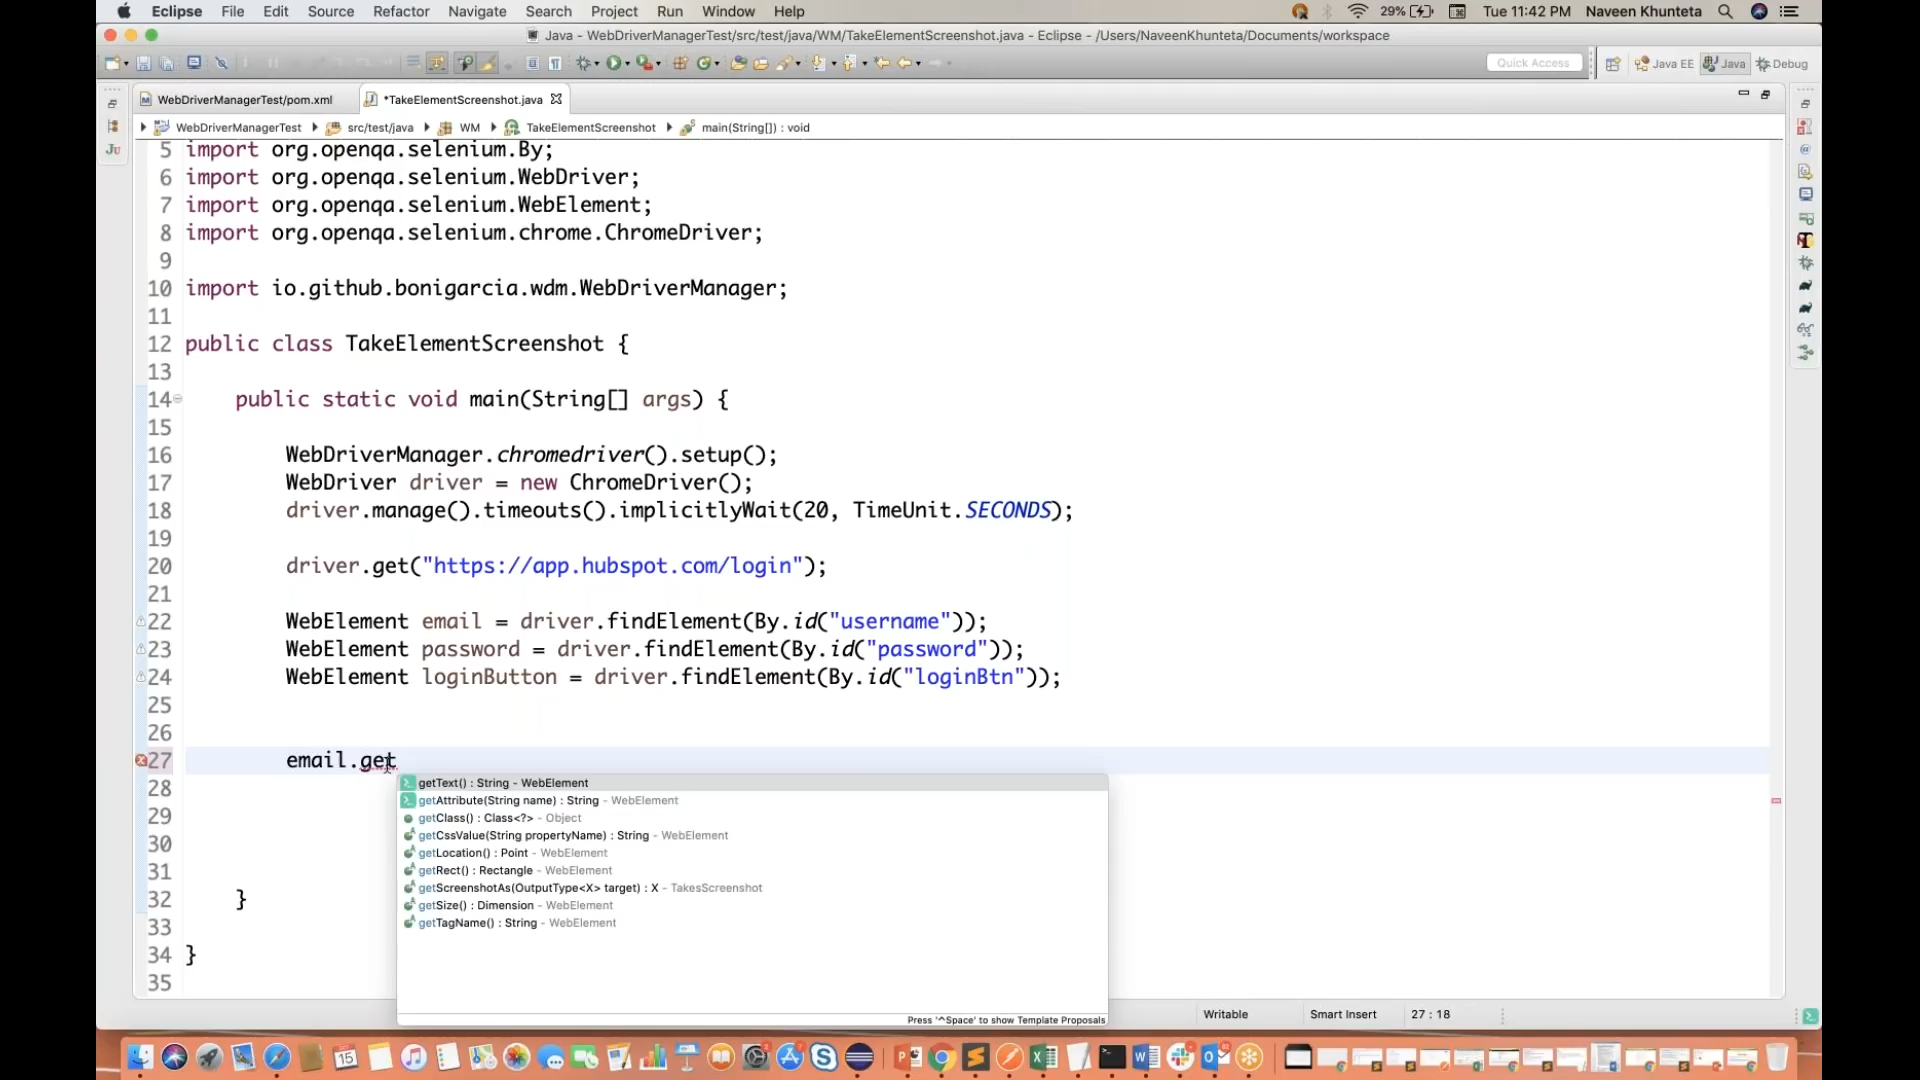 Eclipse File Edit Source Refactor Navigate Search Project Run Window Help 29% Tue 11:42 PM Naveen Khunteta
Java - WebDriverManagerTest/src/test/java/WM/TakeElementScreenshot.java - Eclipse - /Users/NaveenKhunteta/Documents/workspace
Quick Access Java EE Java Debug
WebDriverManagerTest/pom.xml *TakeElementScreenshot.java
WebDriverManagerTest src/test/java WM TakeElementScreenshot main(String[]) : void
5 import org.openqa.selenium.By;
6 import org.openqa.selenium.WebDriver;
7 import org.openqa.selenium.WebElement;
8 import org.openqa.selenium.chrome.ChromeDriver;
9
10 import io.github.bonigarcia.wdm.WebDriverManager;
11
12 public class TakeElementScreenshot {
13
14 public static void main(String[] args) {
15
16 WebDriverManager.chromedriver().setup();
17 WebDriver driver = new ChromeDriver();
18 driver.manage().timeouts().implicitlyWait(20, TimeUnit.SECONDS);
19
20 driver.get("https://app.hubspot.com/login");
21
22 WebElement email = driver.findElement(By.id("username"));
23 WebElement password = driver.findElement(By.id("password"));
24 WebElement loginButton = driver.findElement(By.id("loginBtn"));
25
26
27 email.get
28
getText() : String - WebElement
getAttribute(String name) : String - WebElement
29
getClass() : Class<?> - Object
getCssValue(String propertyName) : String - WebElement
30
getLocation() : Point - WebElement
31
getRect() : Rectangle - WebElement
getScreenshotAs(OutputType<X> target) : X - TakesScreenshot
32 }
getSize() : Dimension - WebElement
getTagName() : String - WebElement
33
34 }
35
Press '^Space' to show Template Proposals
Writable Smart Insert 27 : 18